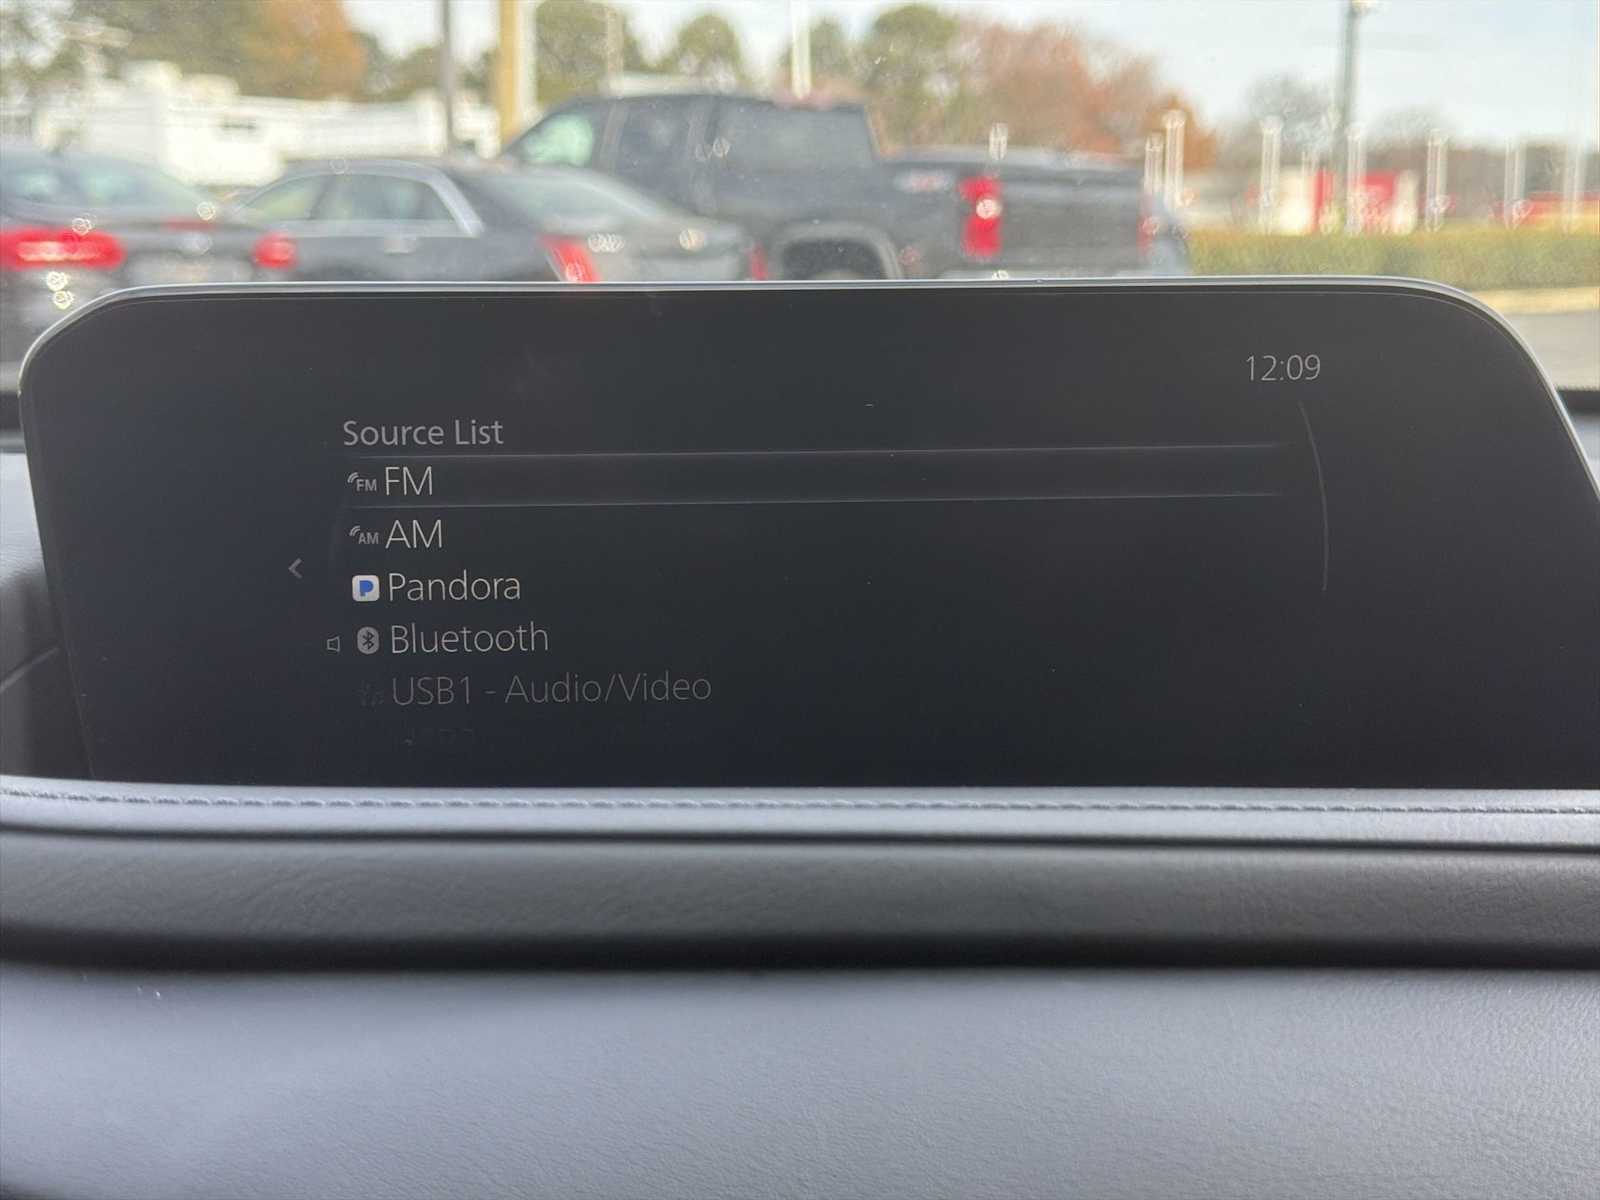 12:09
Source List
FM FM
AM AM
P Pandora
Bluetooth
USB1 - Audio/Video